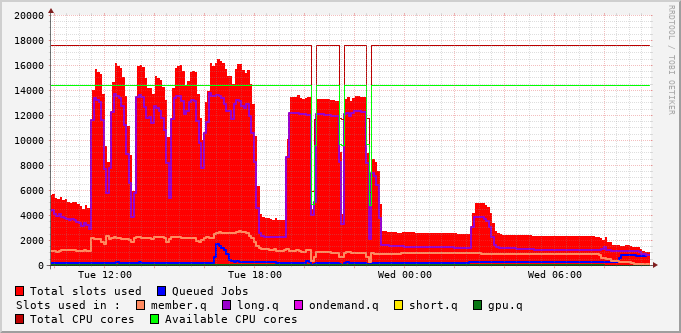 RRDTOOL / TOBI OETIKER
20000
18000
16000
14000
12000
10000
8000
6000
4000
2000
0
Tue 12:00 Tue 18:00 Wed 00:00 Wed 06:00
Total slots used Queued Jobs
Slots used in : member.q long.q ondemand.q short.q gpu.q
Total CPU cores Available CPU cores